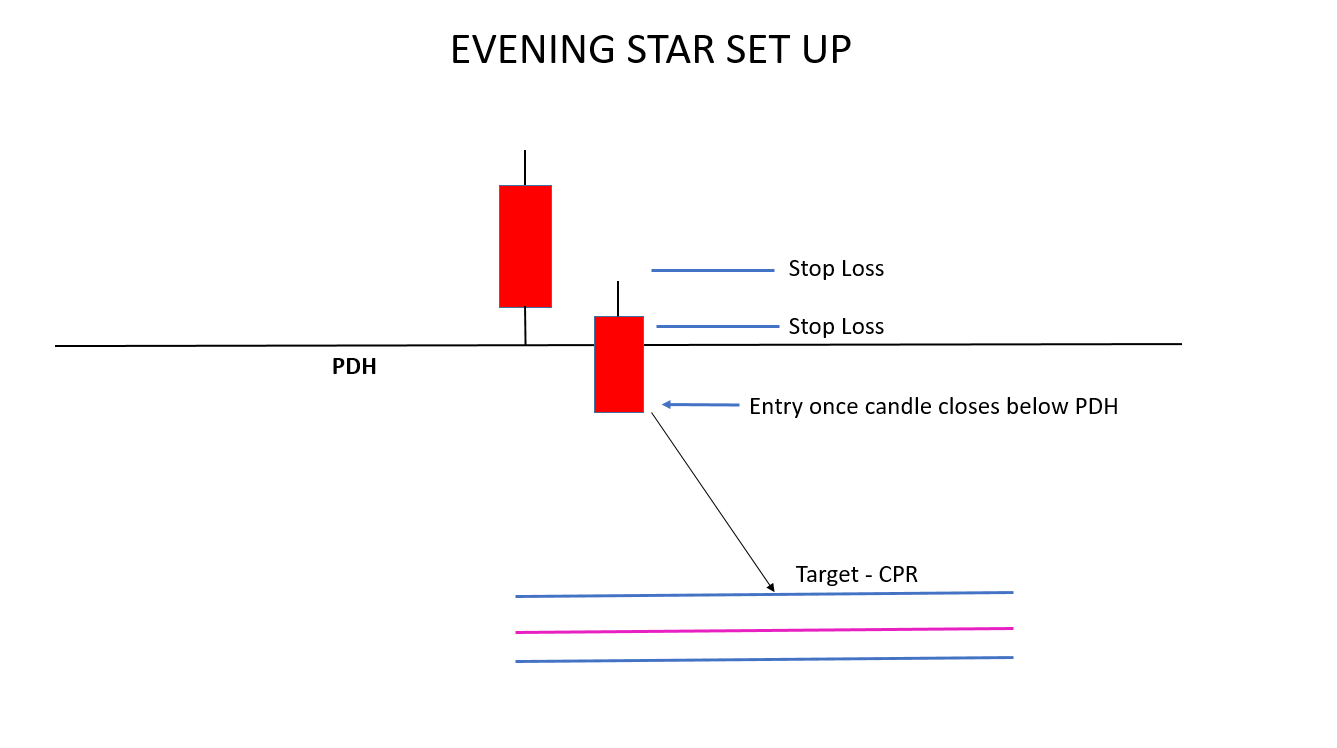 EVENING STAR SET UP
Stop Loss
Stop Loss
PDH
Entry once candle closes below PDH
Target - CPR